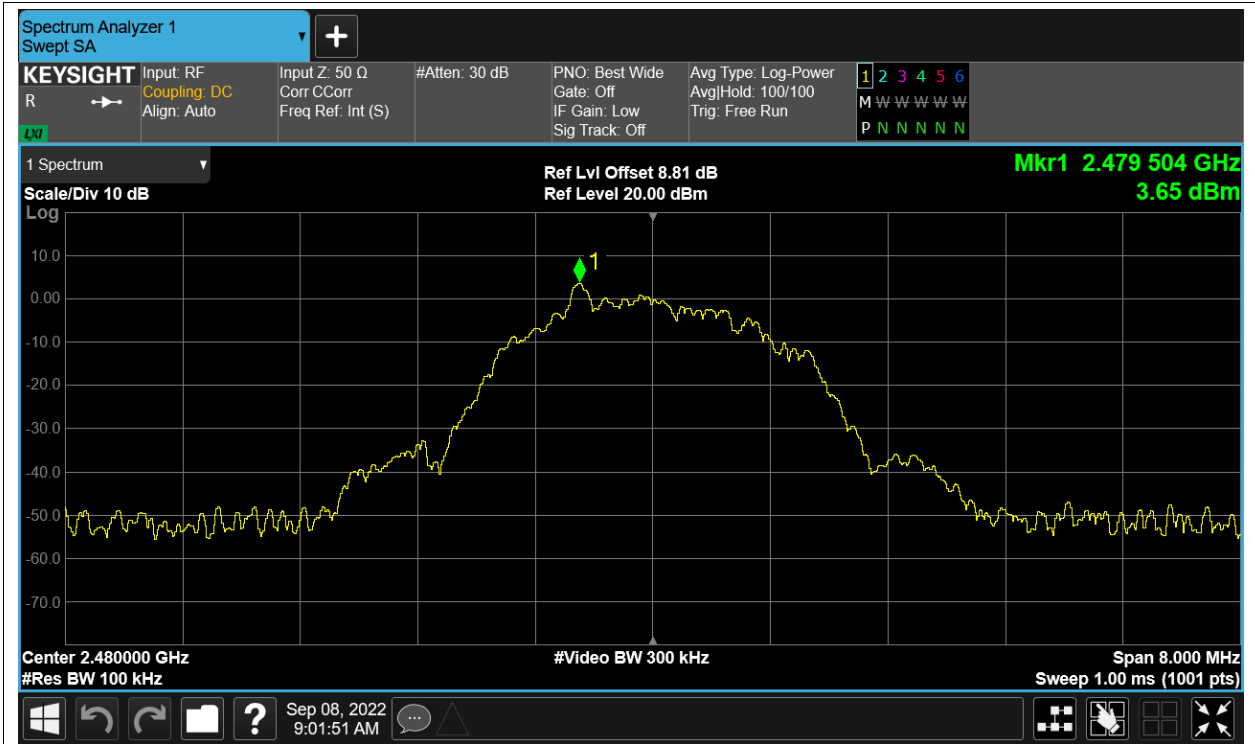 Spectrum Analyzer 1
Swept SA
KEYSIGHT
R
LXI
Input: RF
Coupling: DC
Align: Auto
Input Z: 50 Ω
Corr CCorr
Freq Ref: Int (S)
#Atten: 30 dB
PNO: Best Wide
Gate: Off
IF Gain: Low
Sig Track: Off
Avg Type: Log-Power
Avg|Hold: 100/100
Trig: Free Run
1 2 3 4 5 6
M W W W W W
P N N N N N
1 Spectrum
Scale/Div 10 dB
Log
Ref Lvl Offset 8.81 dB
Ref Level 20.00 dBm
Mkr1 2.479 504 GHz
3.65 dBm
1
10.0
0.00
-10.0
-20.0
-30.0
-40.0
-50.0
-60.0
-70.0
Center 2.480000 GHz
#Res BW 100 kHz
#Video BW 300 kHz
Span 8.000 MHz
Sweep 1.00 ms (1001 pts)
?
Sep 08, 2022
9:01:51 AM